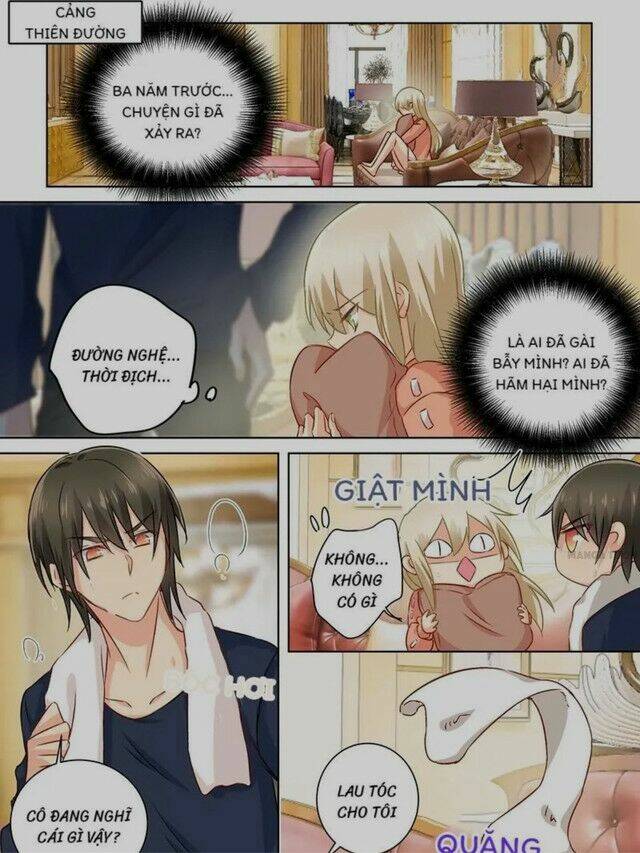 CẢNG
THIÊN ĐƯỜNG
BA NĂM TRƯỚC...
CHUYỆN GÌ ĐÃ
XẢY RA?
ĐƯỜNG NGHỆ...
THỜI ĐỊCH...
LÀ AI ĐÃ GÀI
BẪY MÌNH? AI ĐÃ
HÃM HẠI MÌNH?
GIẬT MÌNH
KHÔNG...
KHÔNG
CÓ GÌ
BỐC HƠI
CÔ ĐANG NGHĨ
CÁI GÌ VẬY?
LAU TÓC
CHO TÔI
QUĂNG